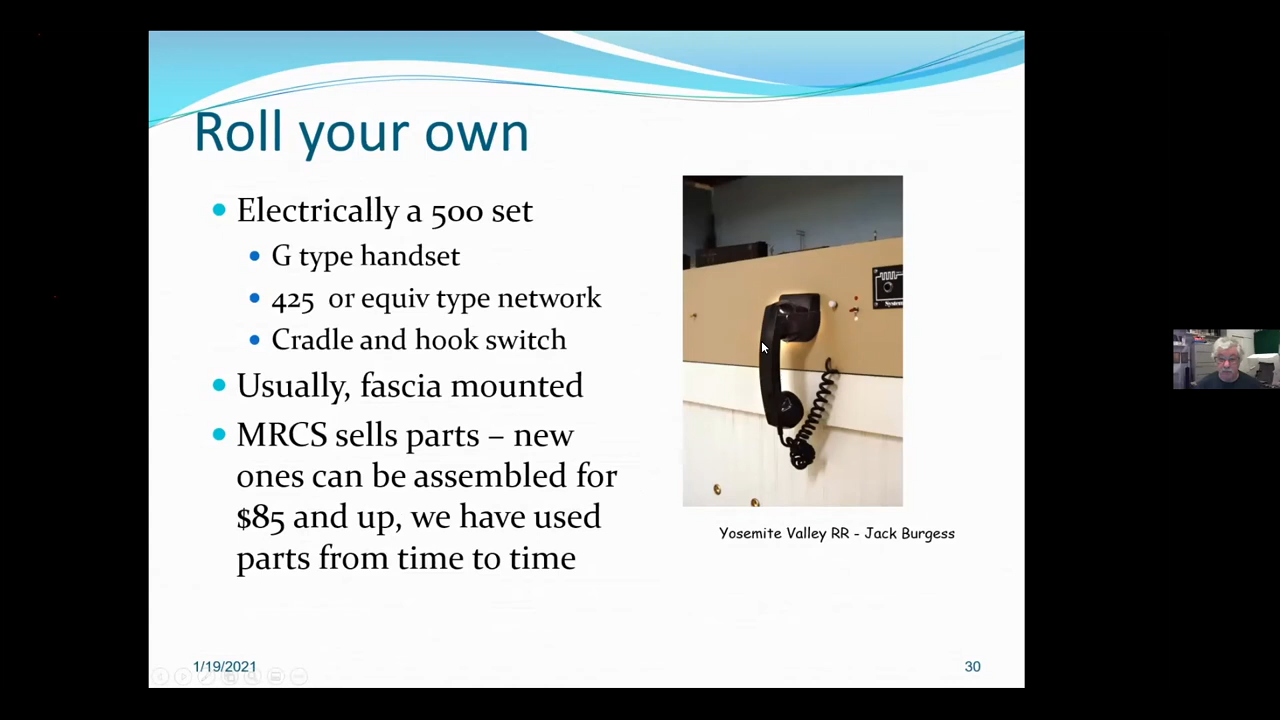 Roll your own
Electrically a 500 set
G type handset
425 or equiv type network
Cradle and hook switch
Usually, fascia mounted
MRCS sells parts – new
ones can be assembled for
$85 and up, we have used
parts from time to time
Yosemite Valley RR - Jack Burgess
1/19/2021
30